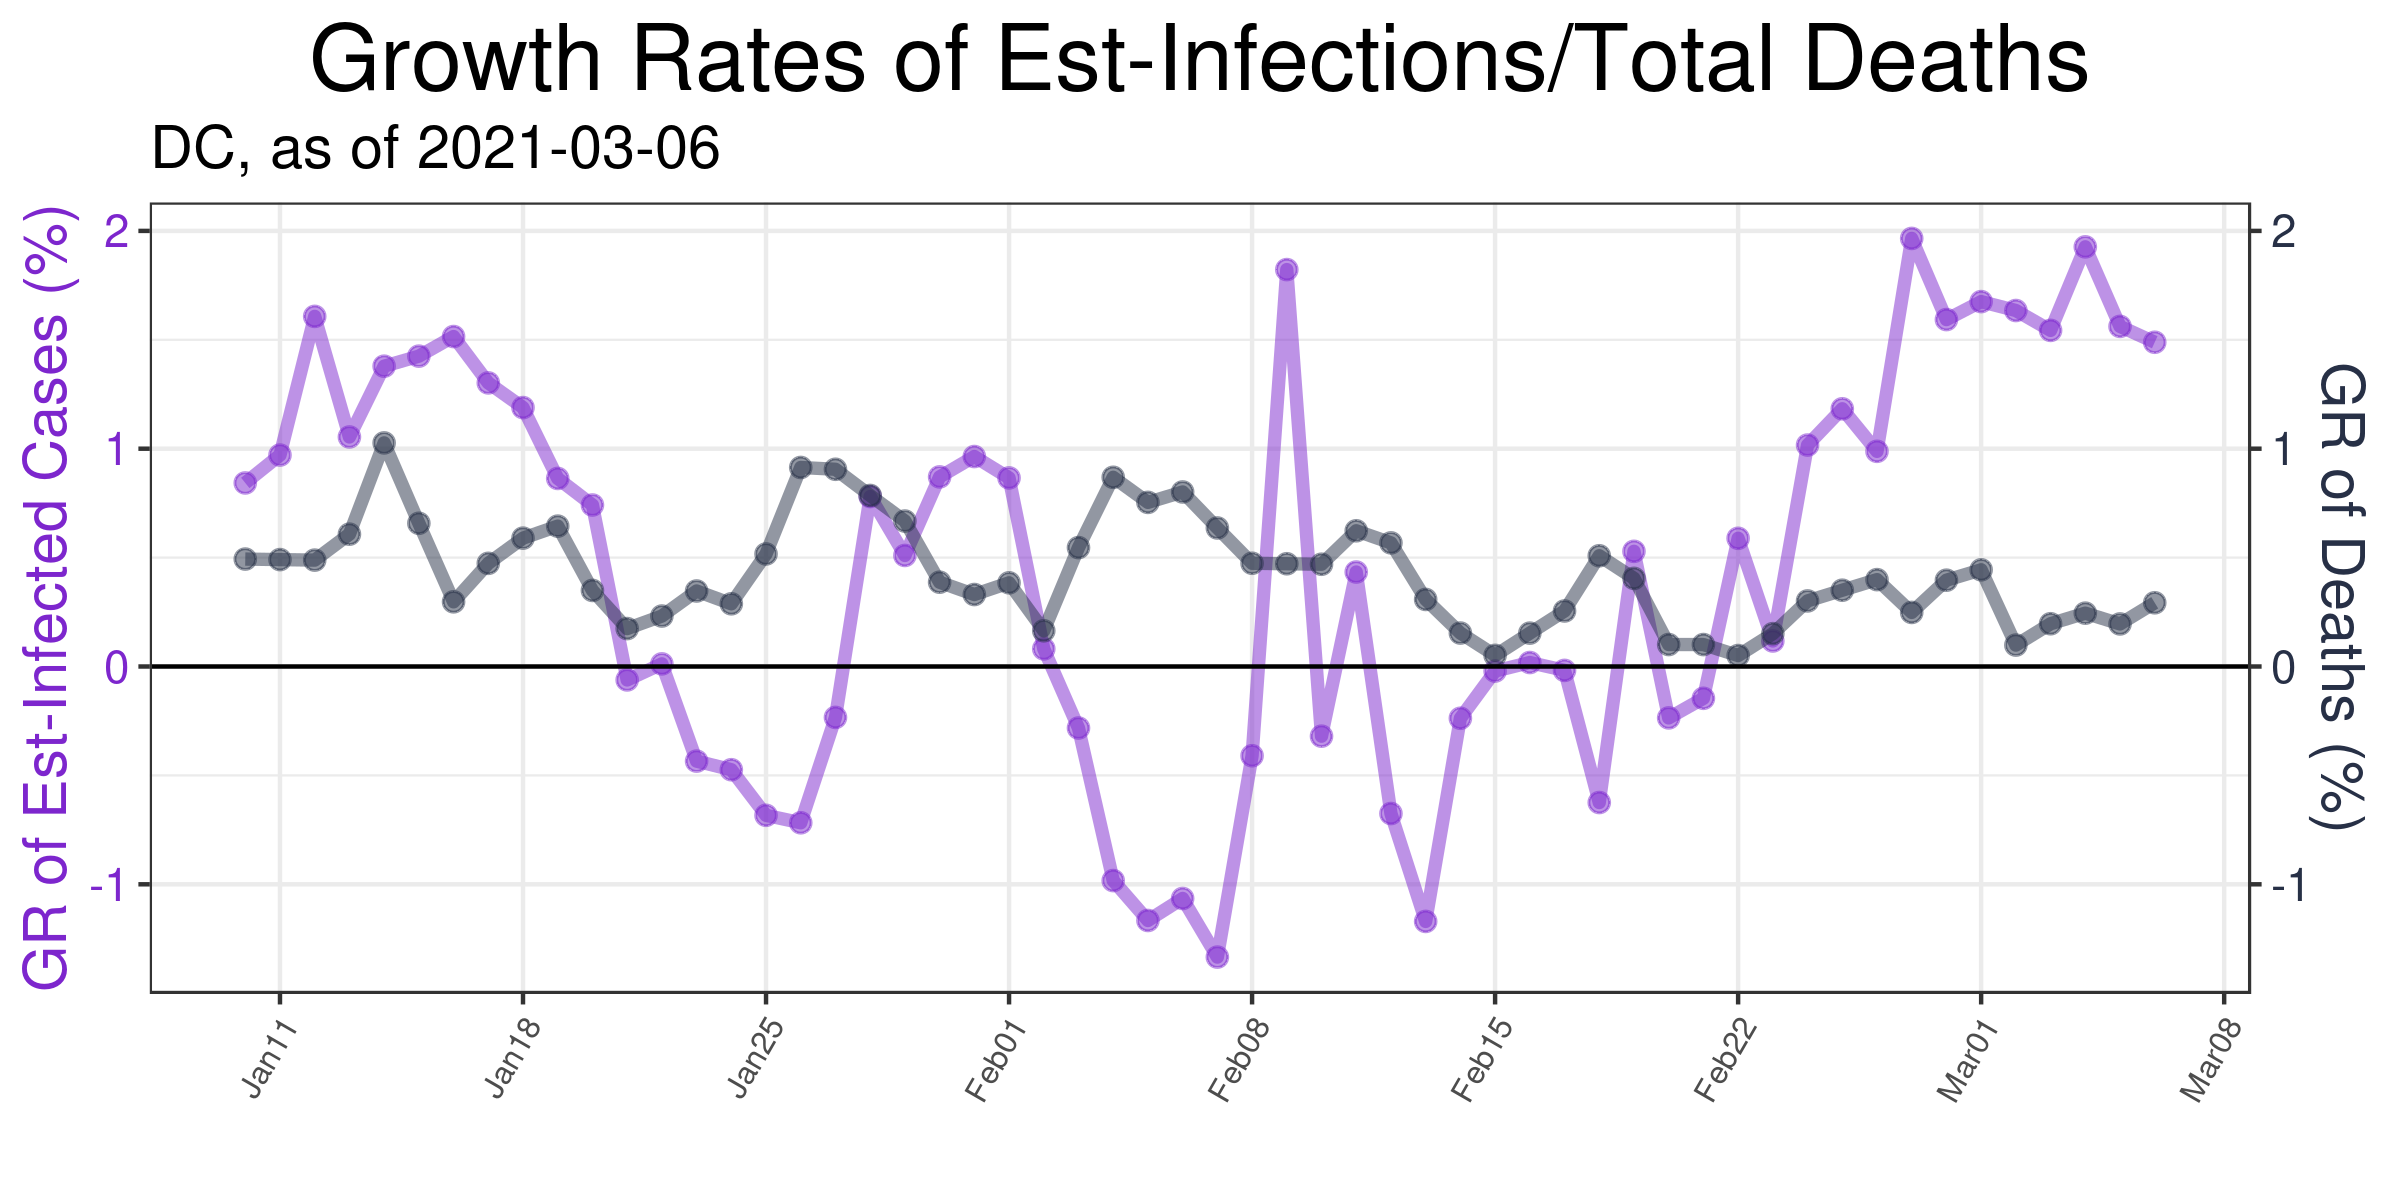 Growth Rates of Est-Infections/Total Deaths
DC, as of 2021-03-06
GR of Est-Infected Cases (%)
2
1
0
-1
2
1
0
-1
GR of Deaths (%)
Jan11
Jan18
Jan25
Feb01
Feb08
Feb15
Feb22
Mar01
Mar08